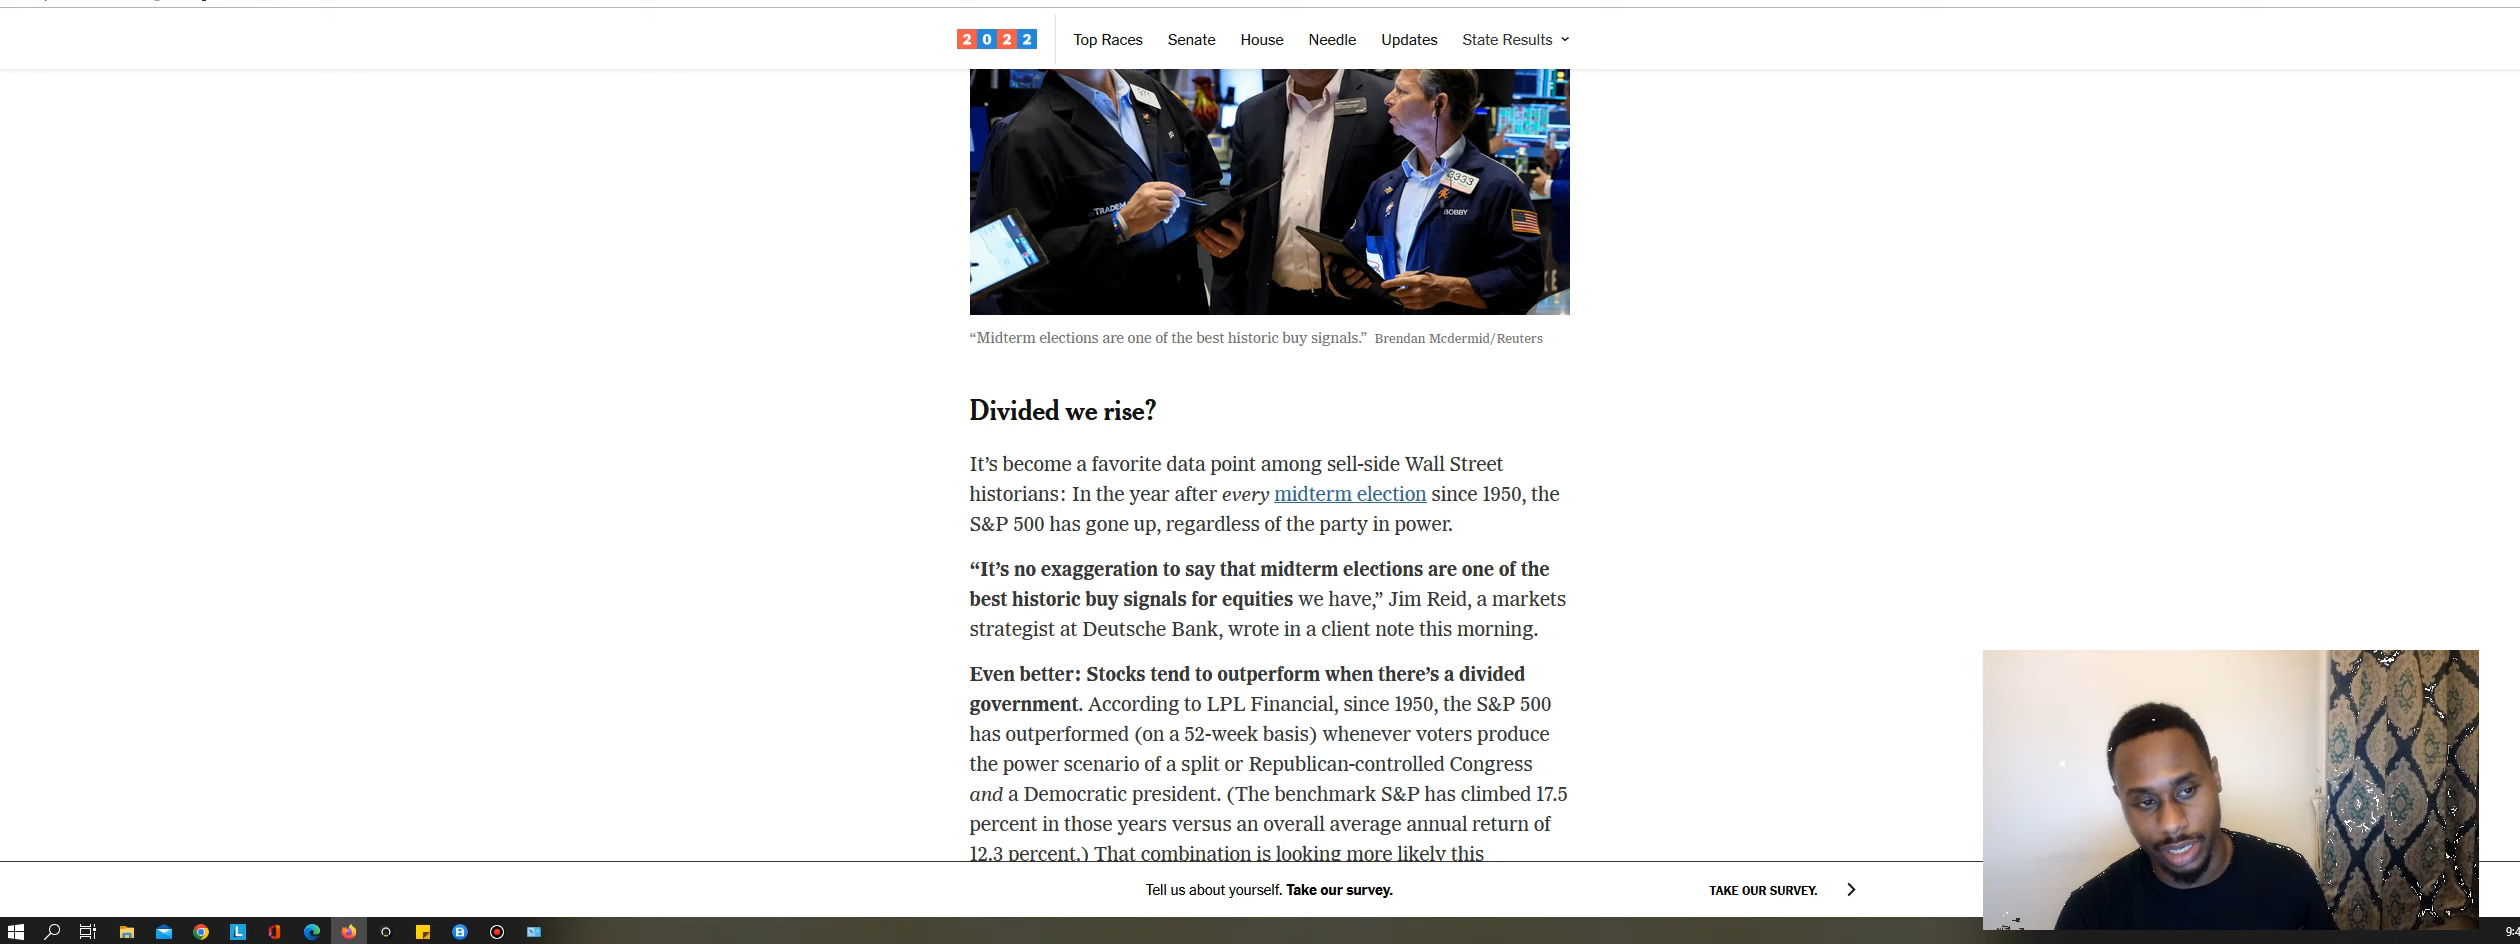 2022
Top Races
Senate
House
Needle
Updates
State Results
371
TRADEM
3333
BOBBY
“Midterm elections are one of the best historic buy signals.” Brendan Mcdermid/Reuters
Divided we rise?
It’s become a favorite data point among sell-side Wall Street
historians: In the year after every midterm election since 1950, the
S&P 500 has gone up, regardless of the party in power.
“It’s no exaggeration to say that midterm elections are one of the
best historic buy signals for equities we have,” Jim Reid, a markets
strategist at Deutsche Bank, wrote in a client note this morning.
Even better: Stocks tend to outperform when there’s a divided
government. According to LPL Financial, since 1950, the S&P 500
has outperformed (on a 52-week basis) whenever voters produce
the power scenario of a split or Republican-controlled Congress
and a Democratic president. (The benchmark S&P has climbed 17.5
percent in those years versus an overall average annual return of
12.3 percent.) That combination is looking more likely this
Tell us about yourself. Take our survey.
TAKE OUR SURVEY.